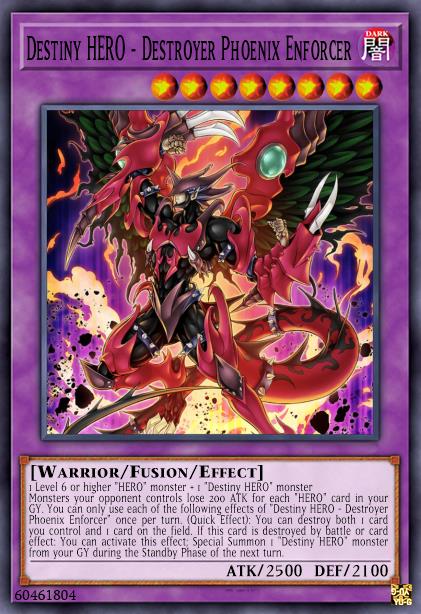 Destiny HERO - Destroyer Phoenix Enforcer
DARK
闇
[Warrior/Fusion/Effect]
1 Level 6 or higher "HERO" monster + 1 "Destiny HERO" monster
Monsters your opponent controls lose 200 ATK for each "HERO" card in your
GY. You can only use each of the following effects of "Destiny HERO - Destroyer
Phoenix Enforcer" once per turn. (Quick Effect): You can destroy both 1 card
you control and 1 card on the field. If this card is destroyed by battle or card
effect: You can activate this effect; Special Summon 1 "Destiny HERO" monster
from your GY during the Standby Phase of the next turn.
ATK/2500 DEF/2100
60461804